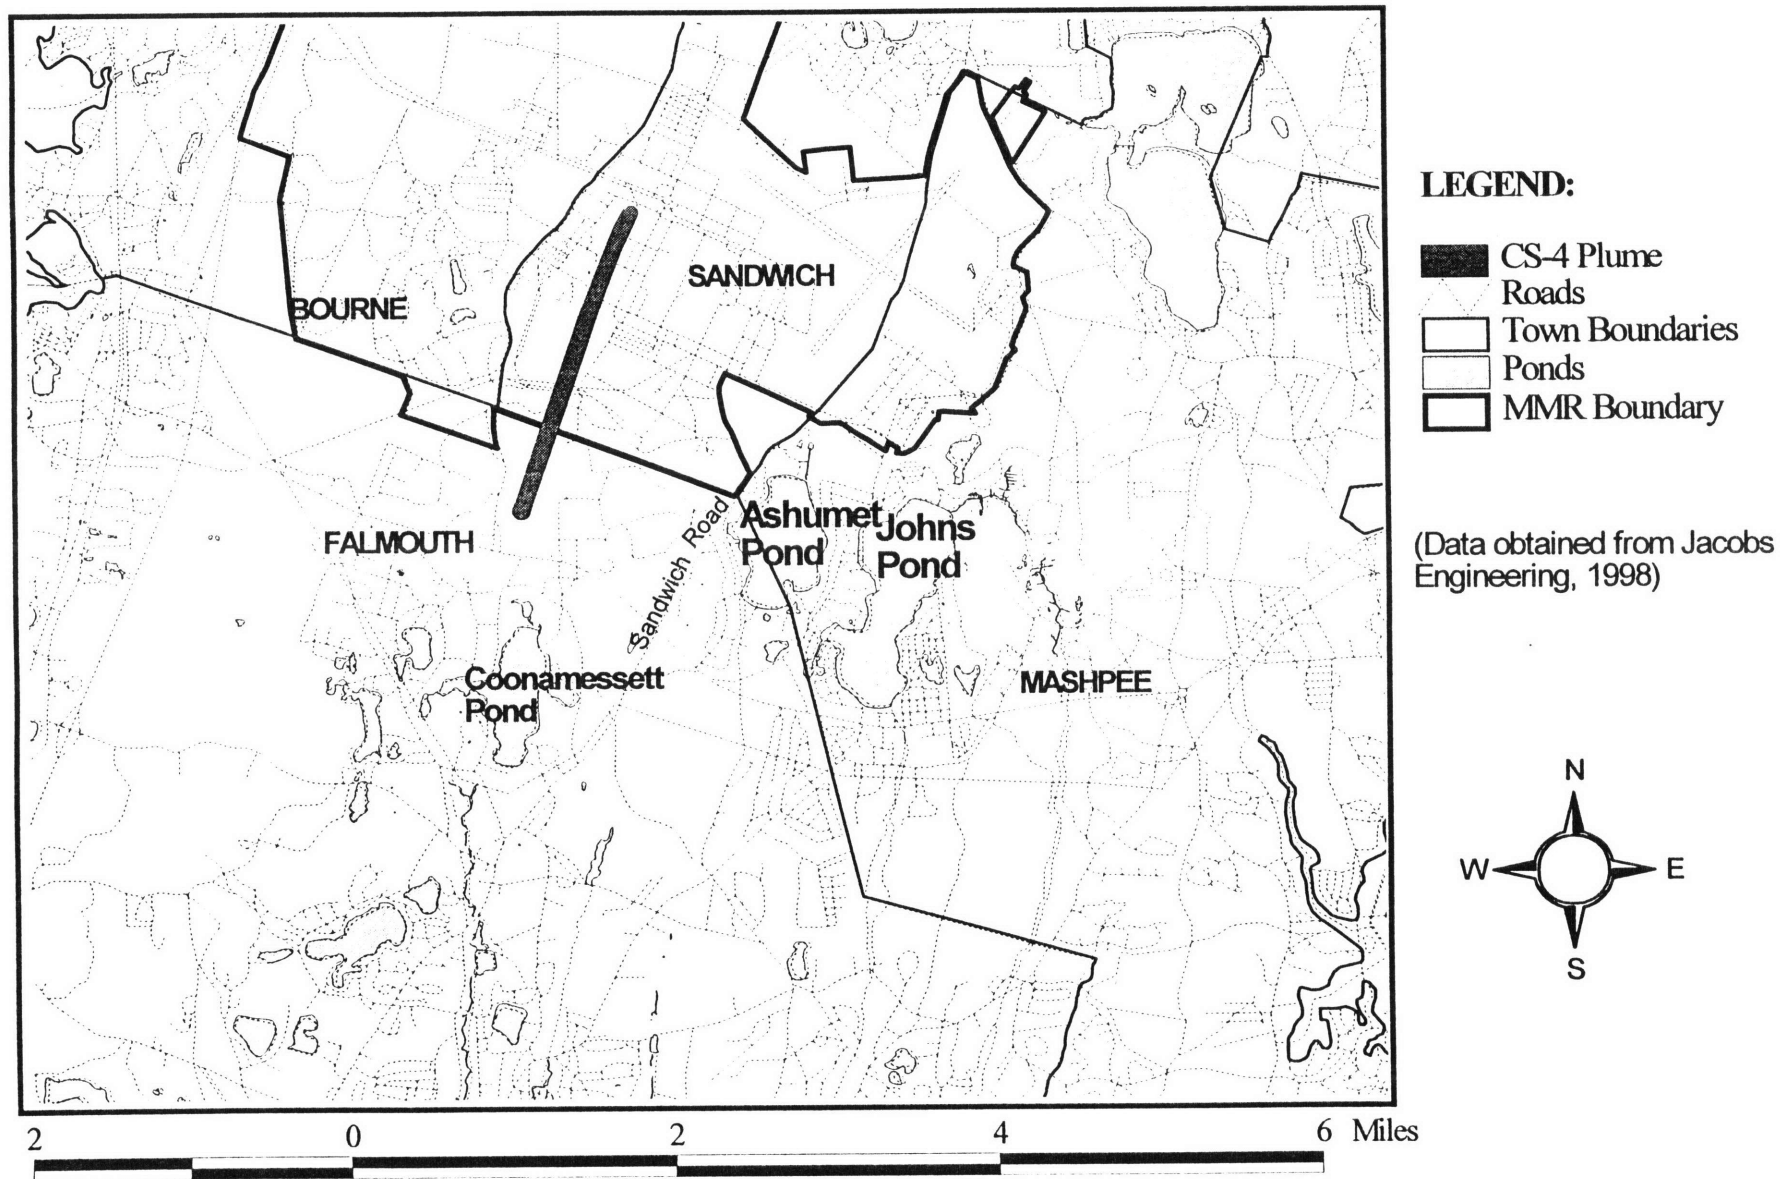 LEGEND:
CS-4 Plume
Roads
Town Boundaries
Ponds
MMR Boundary
(Data obtained from Jacobs
Engineering, 1998)
BOURNE
SANDWICH
FALMOUTH
Sandwich Road
Ashumet
Pond
Johns
Pond
Coonamessett
Pond
MASHPEE
N
W E
S
2 0 2 4 6 Miles